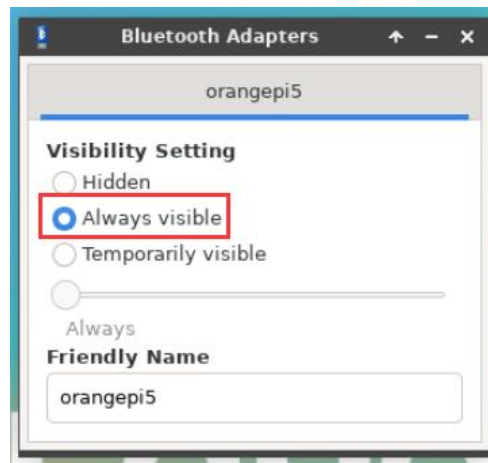 Bluetooth Adapters
orangepi5
Visibility Setting
Hidden
Always visible
Temporarily visible
Always
Friendly Name
orangepi5